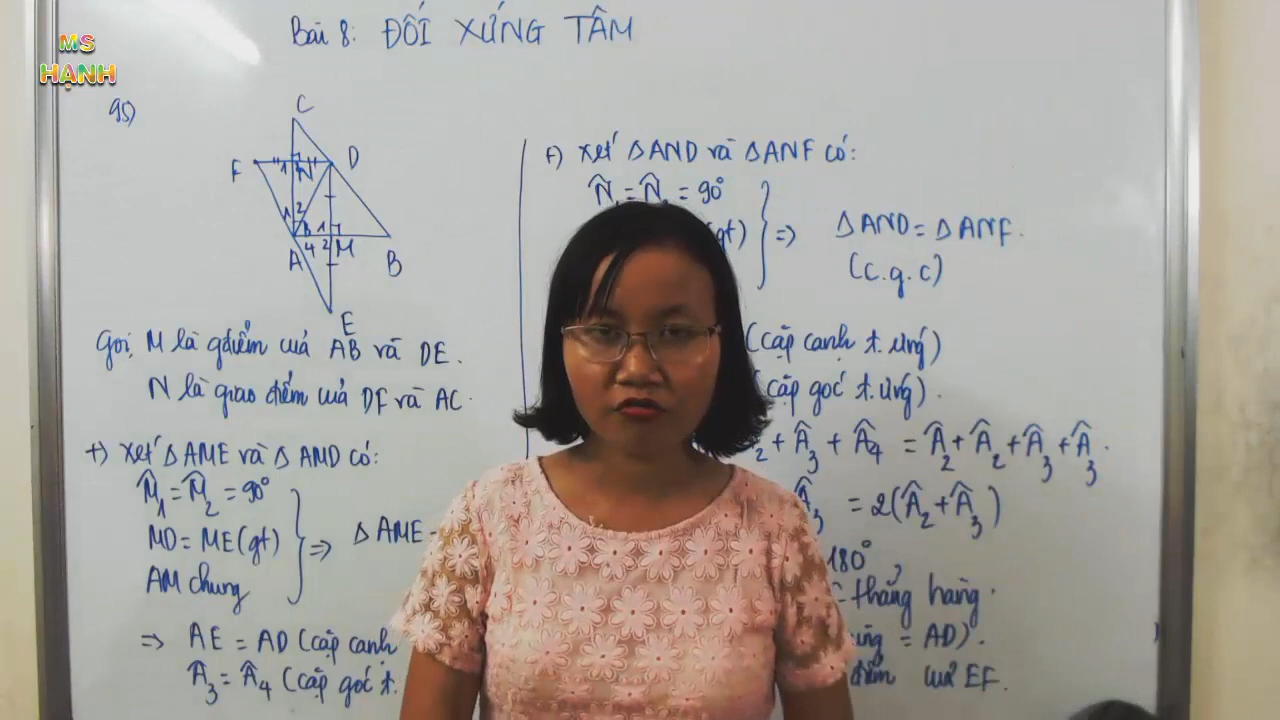 MS
HẠNH
Bài 8: ĐỐI XỨNG TÂM
95)
C
F
D
N
A
M
B
E
Gọi M là gđiểm của AB và DE.
N là giao điểm của DF và AC.
+) Xét ΔAME và ΔAMD có:
M̂₁ = M̂₂ = 90°
MD = ME (gt)
AM chung
=> ΔAME
=> AE = AD (cặp cạnh
Â₃ = Â₄ (cặp góc t.
+) Xét ΔAND và ΔANF có:
N̂₁ = N̂ = 90°
gt)
=> ΔAND = ΔANF.
(c.g.c)
(cặp cạnh t.ứng)
(cặp góc t.ứng).
₂ + Â₃ + Â₄ = Â₂ + Â₂ + Â₃ + Â₃.
Â₃ = 2(Â₂ + Â₃)
180°
thẳng hàng.
= AD).
điểm của EF.